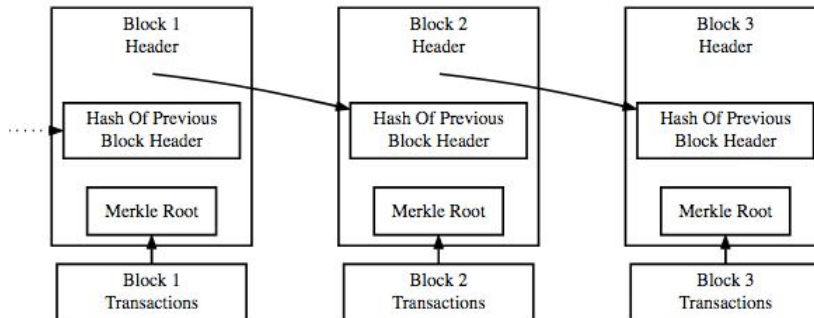 Block 1
Header
Hash Of Previous
Block Header
Merkle Root
Block 1
Transactions
Block 2
Header
Hash Of Previous
Block Header
Merkle Root
Block 2
Transactions
Block 3
Header
Hash Of Previous
Block Header
Merkle Root
Block 3
Transactions